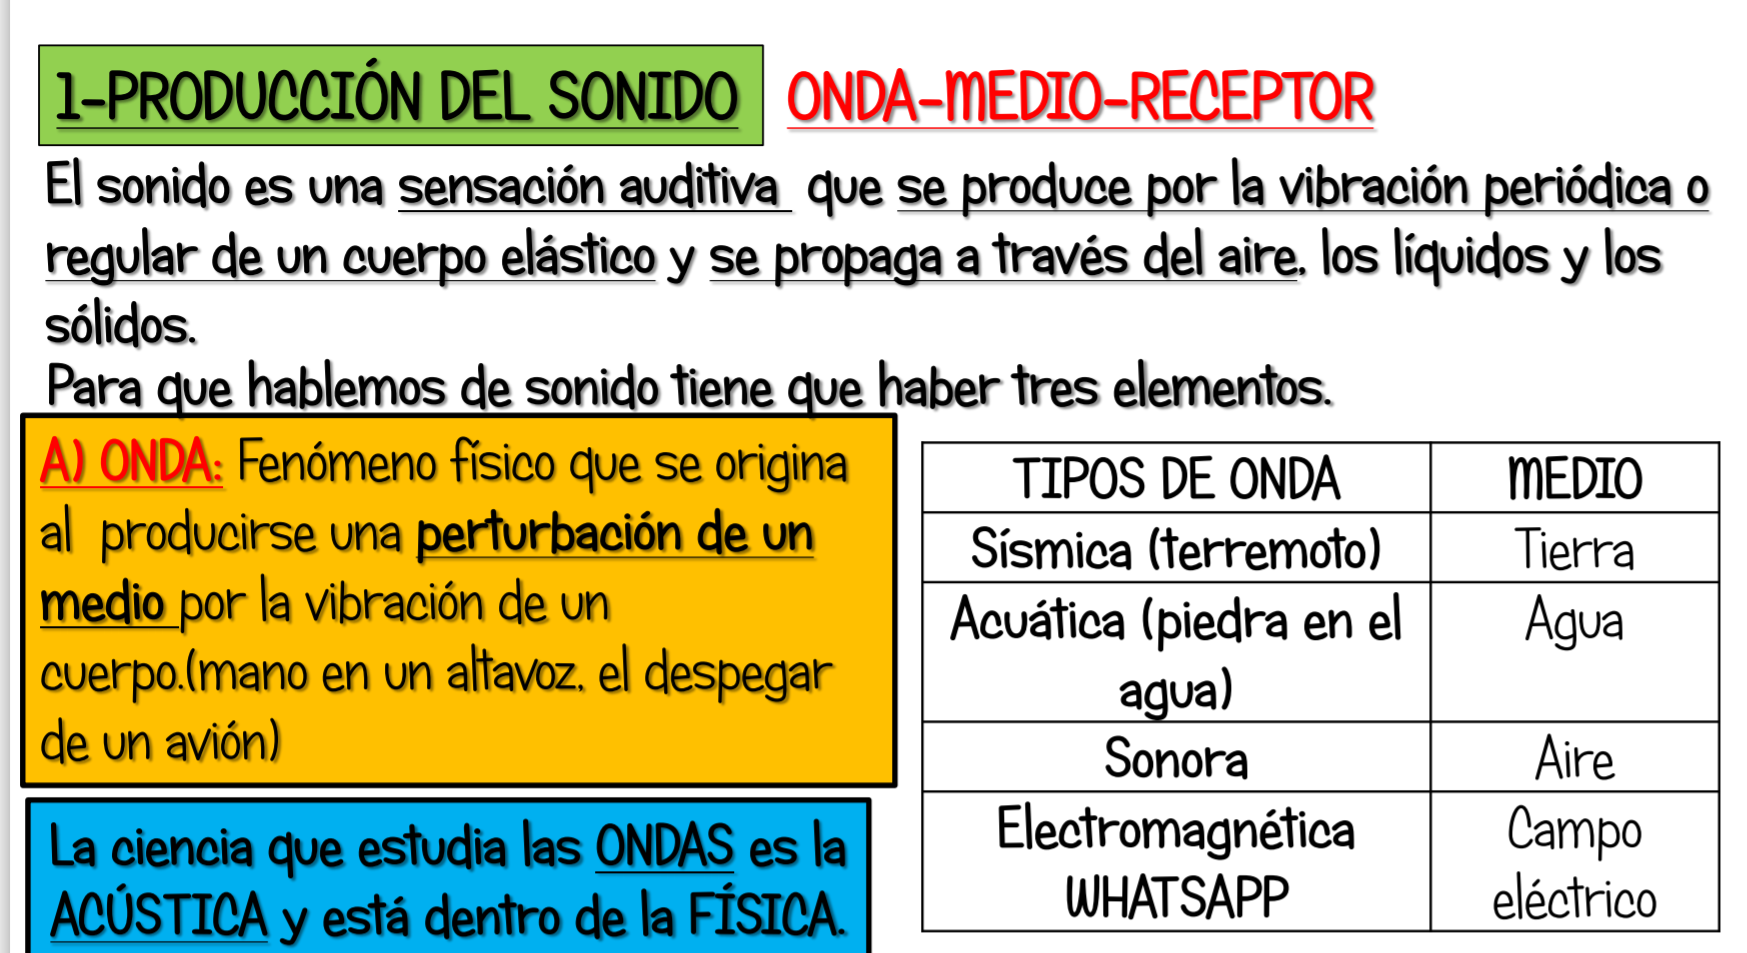 1-PRODUCCIÓN DEL SONIDO ONDA-MEDIO-RECEPTOR
El sonido es una sensación auditiva que se produce por la vibración periódica o
regular de un cuerpo elástico y se propaga a través del aire, los líquidos y los
sólidos.
Para que hablemos de sonido tiene que haber tres elementos.
A) ONDA: Fenómeno físico que se origina
al producirse una perturbación de un
medio por la vibración de un
cuerpo.(mano en un altavoz, el despegar
de un avión)
La ciencia que estudia las ONDAS es la
ACÚSTICA y está dentro de la FÍSICA.
TIPOS DE ONDA MEDIO
Sísmica (terremoto) Tierra
Acuática (piedra en el Agua
agua)
Sonora Aire
Electromagnética Campo
WHATSAPP eléctrico